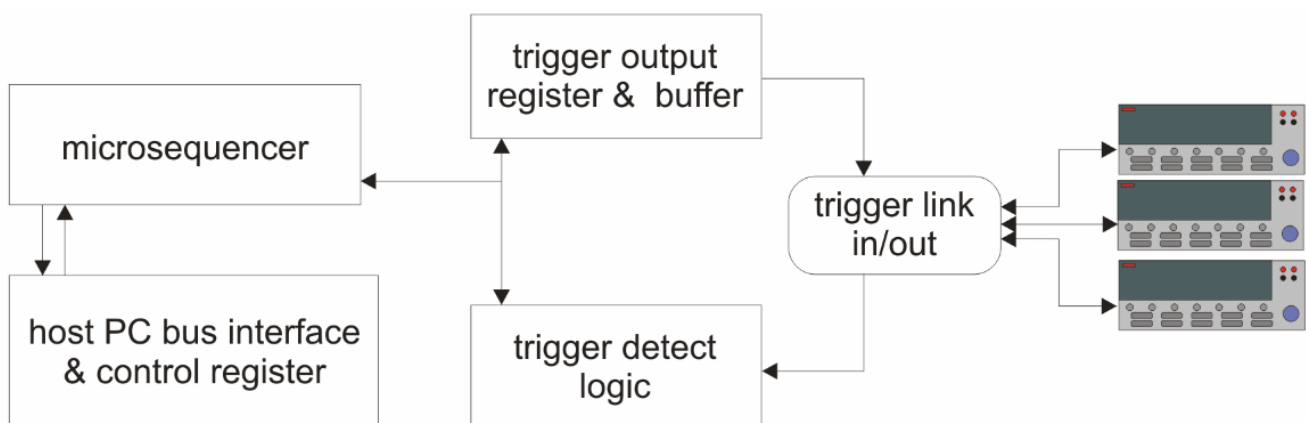 microsequencer
host PC bus interface
& control register
trigger output
register & buffer
trigger detect
logic
trigger link
in/out